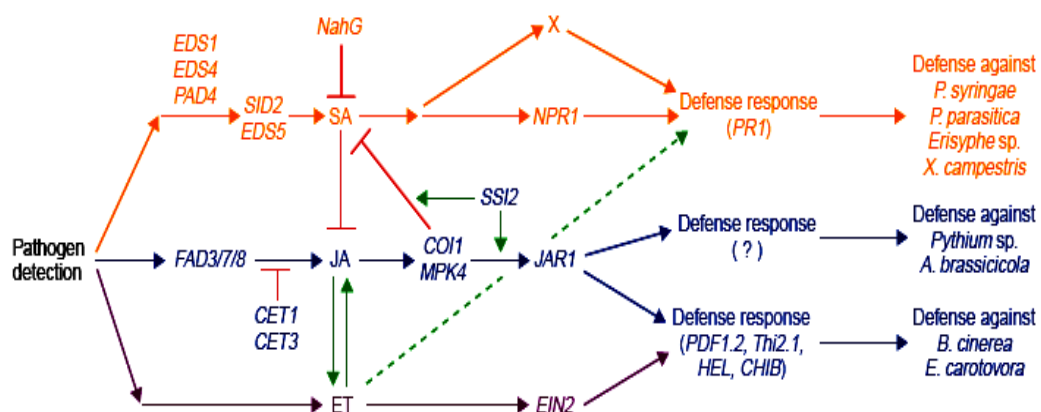 NahG
X
EDS1
EDS4
PAD4
SID2
EDS5
SA
NPR1
Defense response
(PR1)
Defense against
P. syringae
P. parasitica
Erisyphe sp.
X. campestris
SSI2
Pathogen
detection
FAD3/7/8
JA
COI1
MPK4
JAR1
Defense response
( ? )
Defense against
Pythium sp.
A. brassicicola
CET1
CET3
Defense response
(PDF1.2, Thi2.1,
HEL, CHIB)
Defense against
B. cinerea
E. carotovora
ET
EIN2